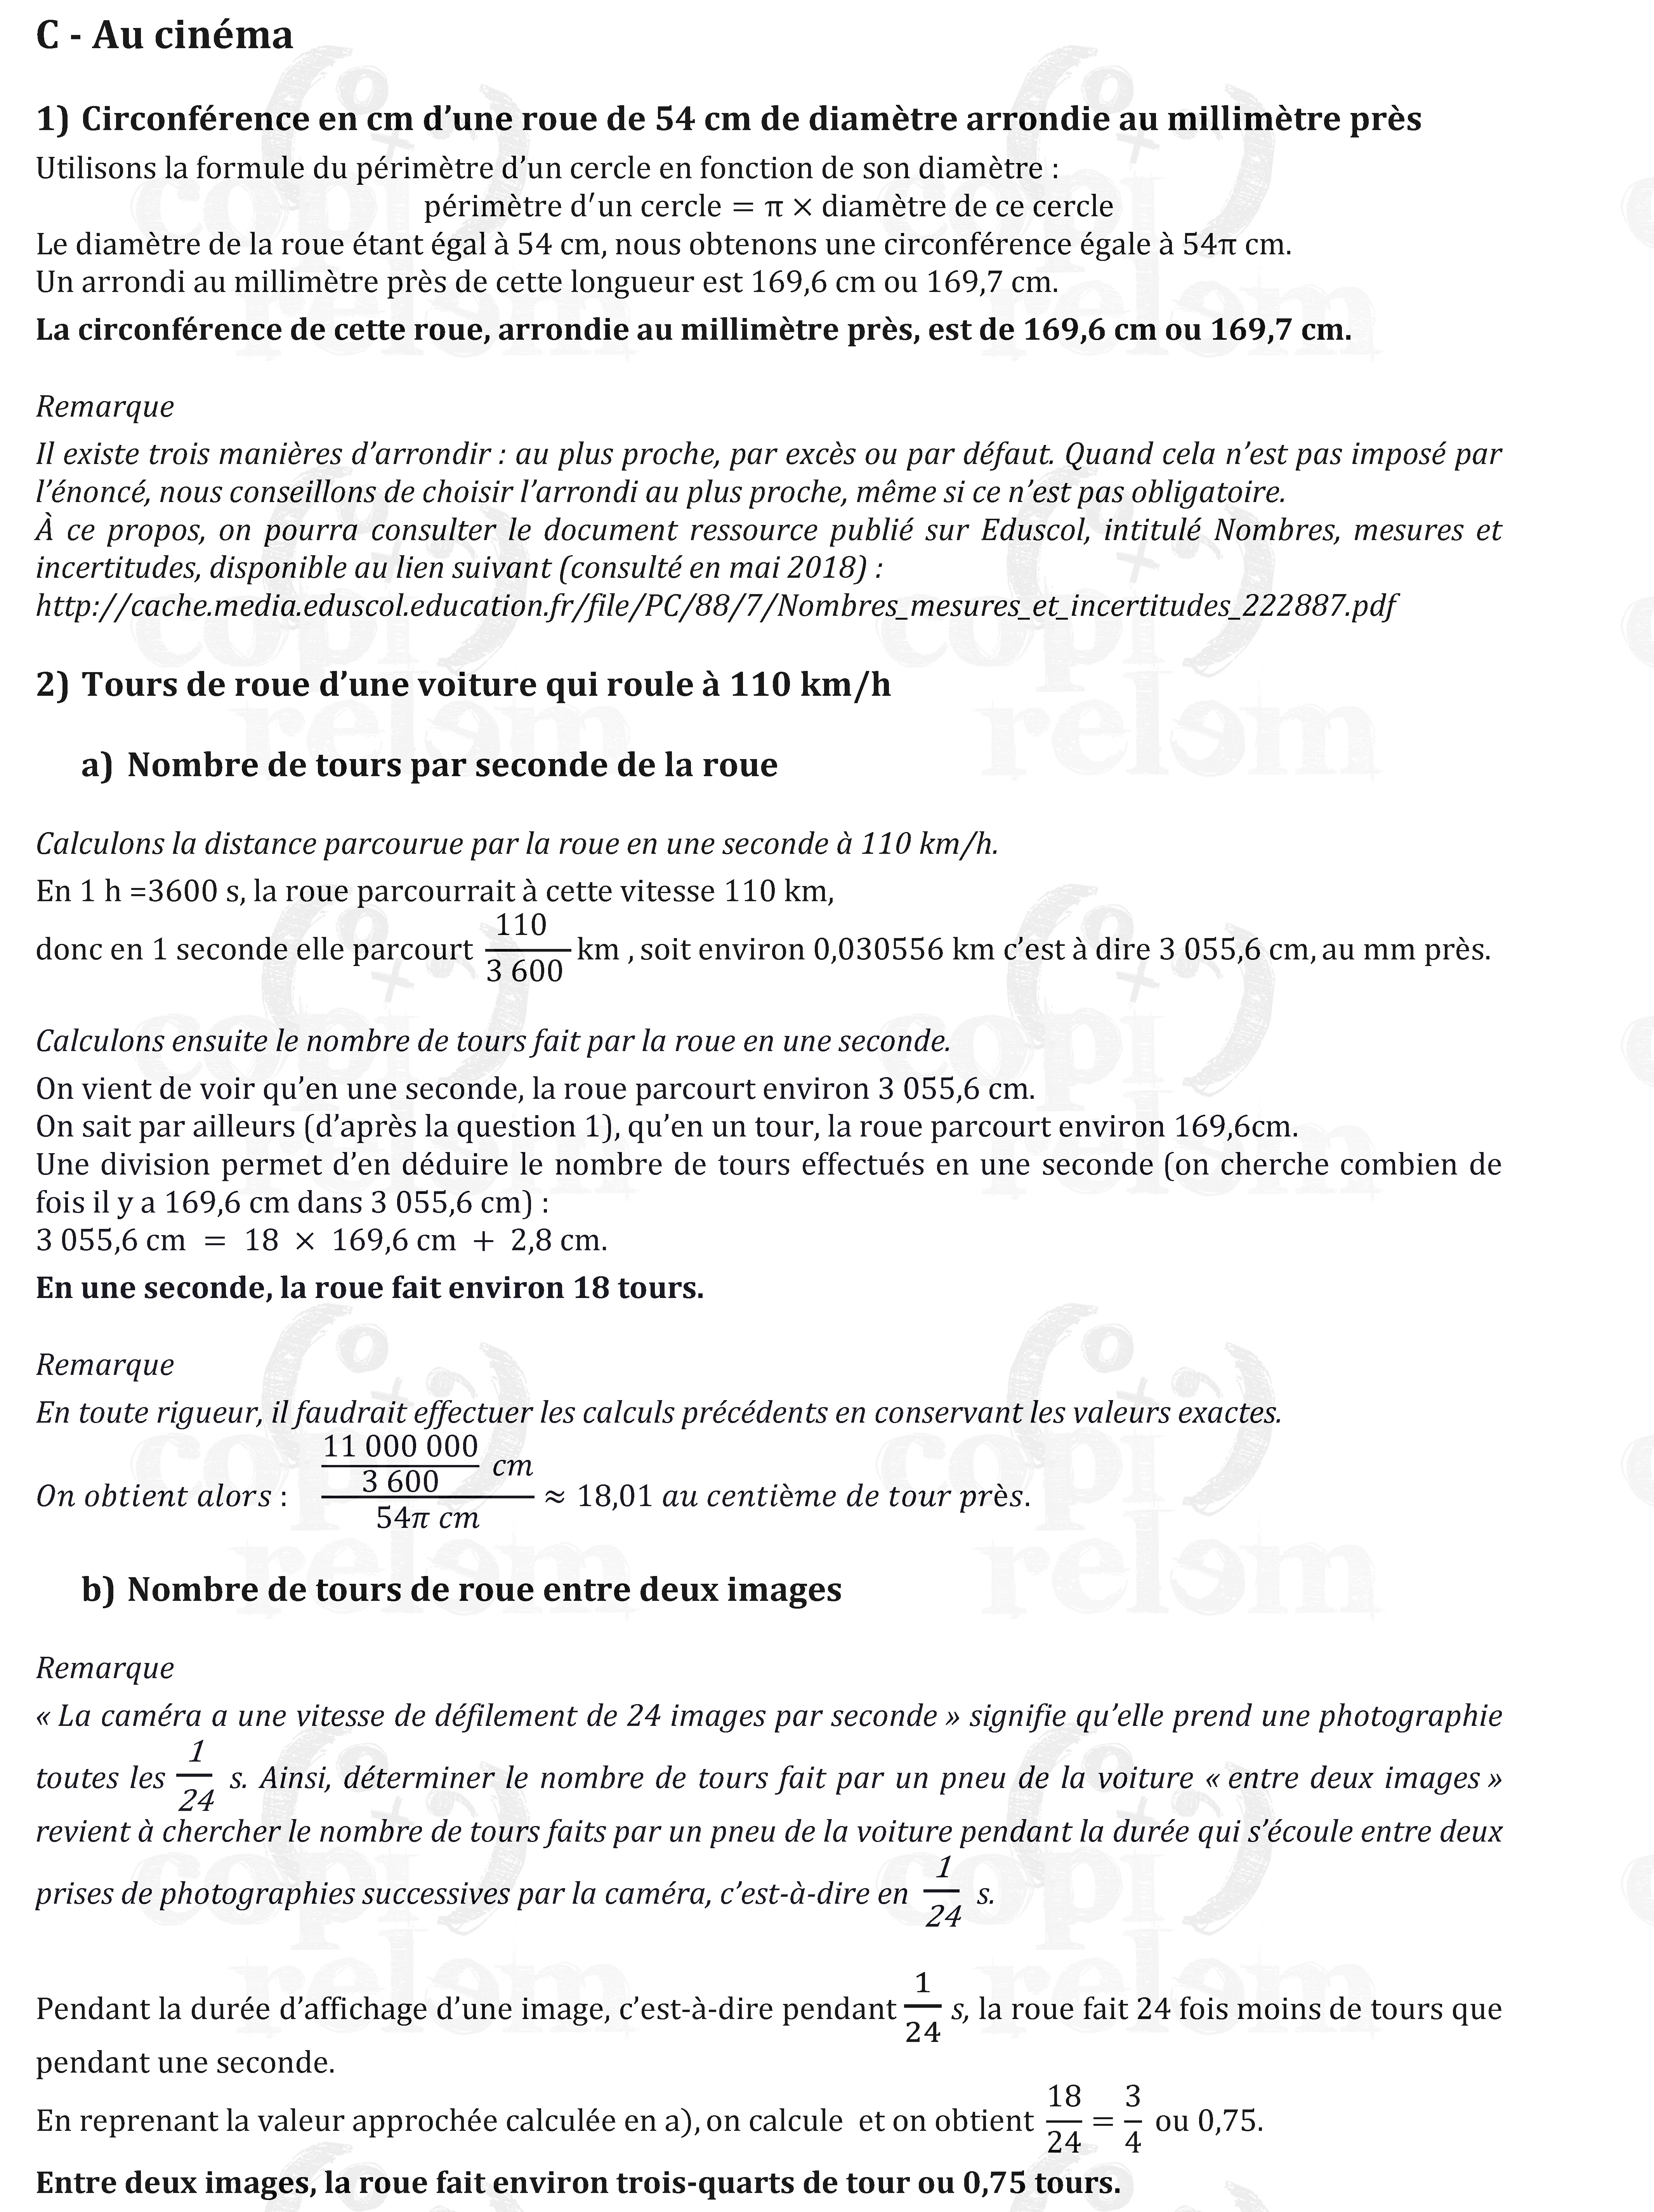 C - Au cinéma
1) Circonférence en cm d’une roue de 54 cm de diamètre arrondie au millimètre près
Utilisons la formule du périmètre d’un cercle en fonction de son diamètre :
périmètre d′un cercle = π × diamètre de ce cercle
Le diamètre de la roue étant égal à 54 cm, nous obtenons une circonférence égale à 54π cm.
Un arrondi au millimètre près de cette longueur est 169,6 cm ou 169,7 cm.
La circonférence de cette roue, arrondie au millimètre près, est de 169,6 cm ou 169,7 cm.
Remarque
Il existe trois manières d’arrondir : au plus proche, par excès ou par défaut. Quand cela n’est pas imposé par
l’énoncé, nous conseillons de choisir l’arrondi au plus proche, même si ce n’est pas obligatoire.
À ce propos, on pourra consulter le document ressource publié sur Eduscol, intitulé Nombres, mesures et
incertitudes, disponible au lien suivant (consulté en mai 2018) :
http://cache.media.eduscol.education.fr/file/PC/88/7/Nombres_mesures_et_incertitudes_222887.pdf
2) Tours de roue d’une voiture qui roule à 110 km/h
a) Nombre de tours par seconde de la roue
Calculons la distance parcourue par la roue en une seconde à 110 km/h.
En 1 h =3600 s, la roue parcourrait à cette vitesse 110 km,
donc en 1 seconde elle parcourt 110/3 600 km , soit environ 0,030556 km c’est à dire 3 055,6 cm, au mm près.
Calculons ensuite le nombre de tours fait par la roue en une seconde.
On vient de voir qu’en une seconde, la roue parcourt environ 3 055,6 cm.
On sait par ailleurs (d’après la question 1), qu’en un tour, la roue parcourt environ 169,6cm.
Une division permet d’en déduire le nombre de tours effectués en une seconde (on cherche combien de
fois il y a 169,6 cm dans 3 055,6 cm) :
3 055,6 cm = 18 × 169,6 cm + 2,8 cm.
En une seconde, la roue fait environ 18 tours.
Remarque
En toute rigueur, il faudrait effectuer les calculs précédents en conservant les valeurs exactes.
On obtient alors : (11 000 000/3 600 cm)/(54π cm) ≈ 18,01 au centième de tour près.
b) Nombre de tours de roue entre deux images
Remarque
« La caméra a une vitesse de défilement de 24 images par seconde » signifie qu’elle prend une photographie
toutes les 1/24 s. Ainsi, déterminer le nombre de tours fait par un pneu de la voiture « entre deux images »
revient à chercher le nombre de tours faits par un pneu de la voiture pendant la durée qui s’écoule entre deux
prises de photographies successives par la caméra, c’est-à-dire en 1/24 s.
Pendant la durée d’affichage d’une image, c’est-à-dire pendant 1/24 s, la roue fait 24 fois moins de tours que
pendant une seconde.
En reprenant la valeur approchée calculée en a), on calcule et on obtient 18/24 = 3/4 ou 0,75.
Entre deux images, la roue fait environ trois-quarts de tour ou 0,75 tours.
copi
relem